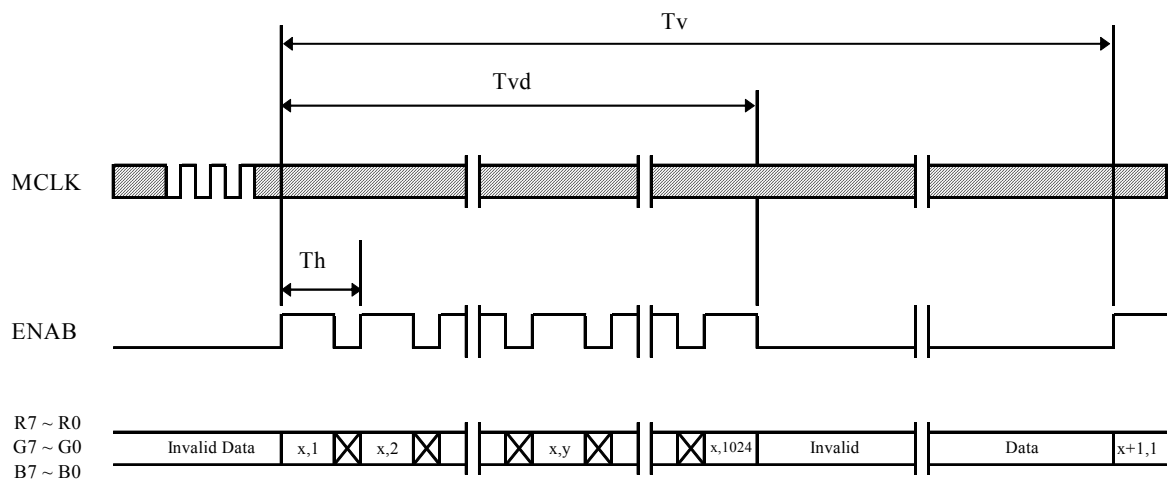 Tv
Tvd
MCLK
Th
ENAB
R7 ~ R0
G7 ~ G0
B7 ~ B0
Invalid Data x,1 x,2 x,y x,1024 Invalid Data x+1,1